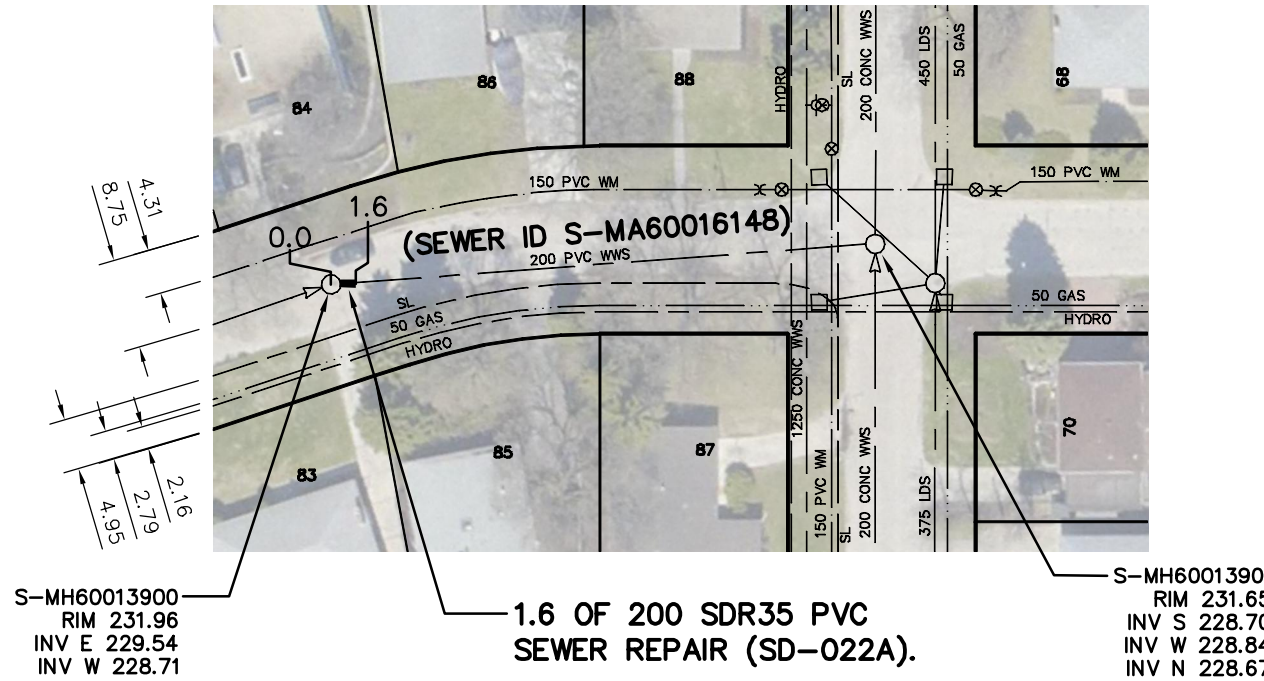 84
86
88
68
HYDRO
SL
200 CONC WWS
450 LDS
50 GAS
4.31
8.75
150 PVC WM
150 PVC WM
1.6
0.0
(SEWER ID S-MA60016148)
200 PVC WWS
SL
50 GAS
HYDRO
50 GAS
HYDRO
1250 CONC WWS
150 PVC WM
SL
200 CONC WWS
375 LDS
83
85
87
70
2.16
2.79
4.95
S-MH60013900
RIM 231.96
INV E 229.54
INV W 228.71
1.6 OF 200 SDR35 PVC
SEWER REPAIR (SD-022A).
S-MH6001390
RIM 231.65
INV S 228.70
INV W 228.84
INV N 228.67